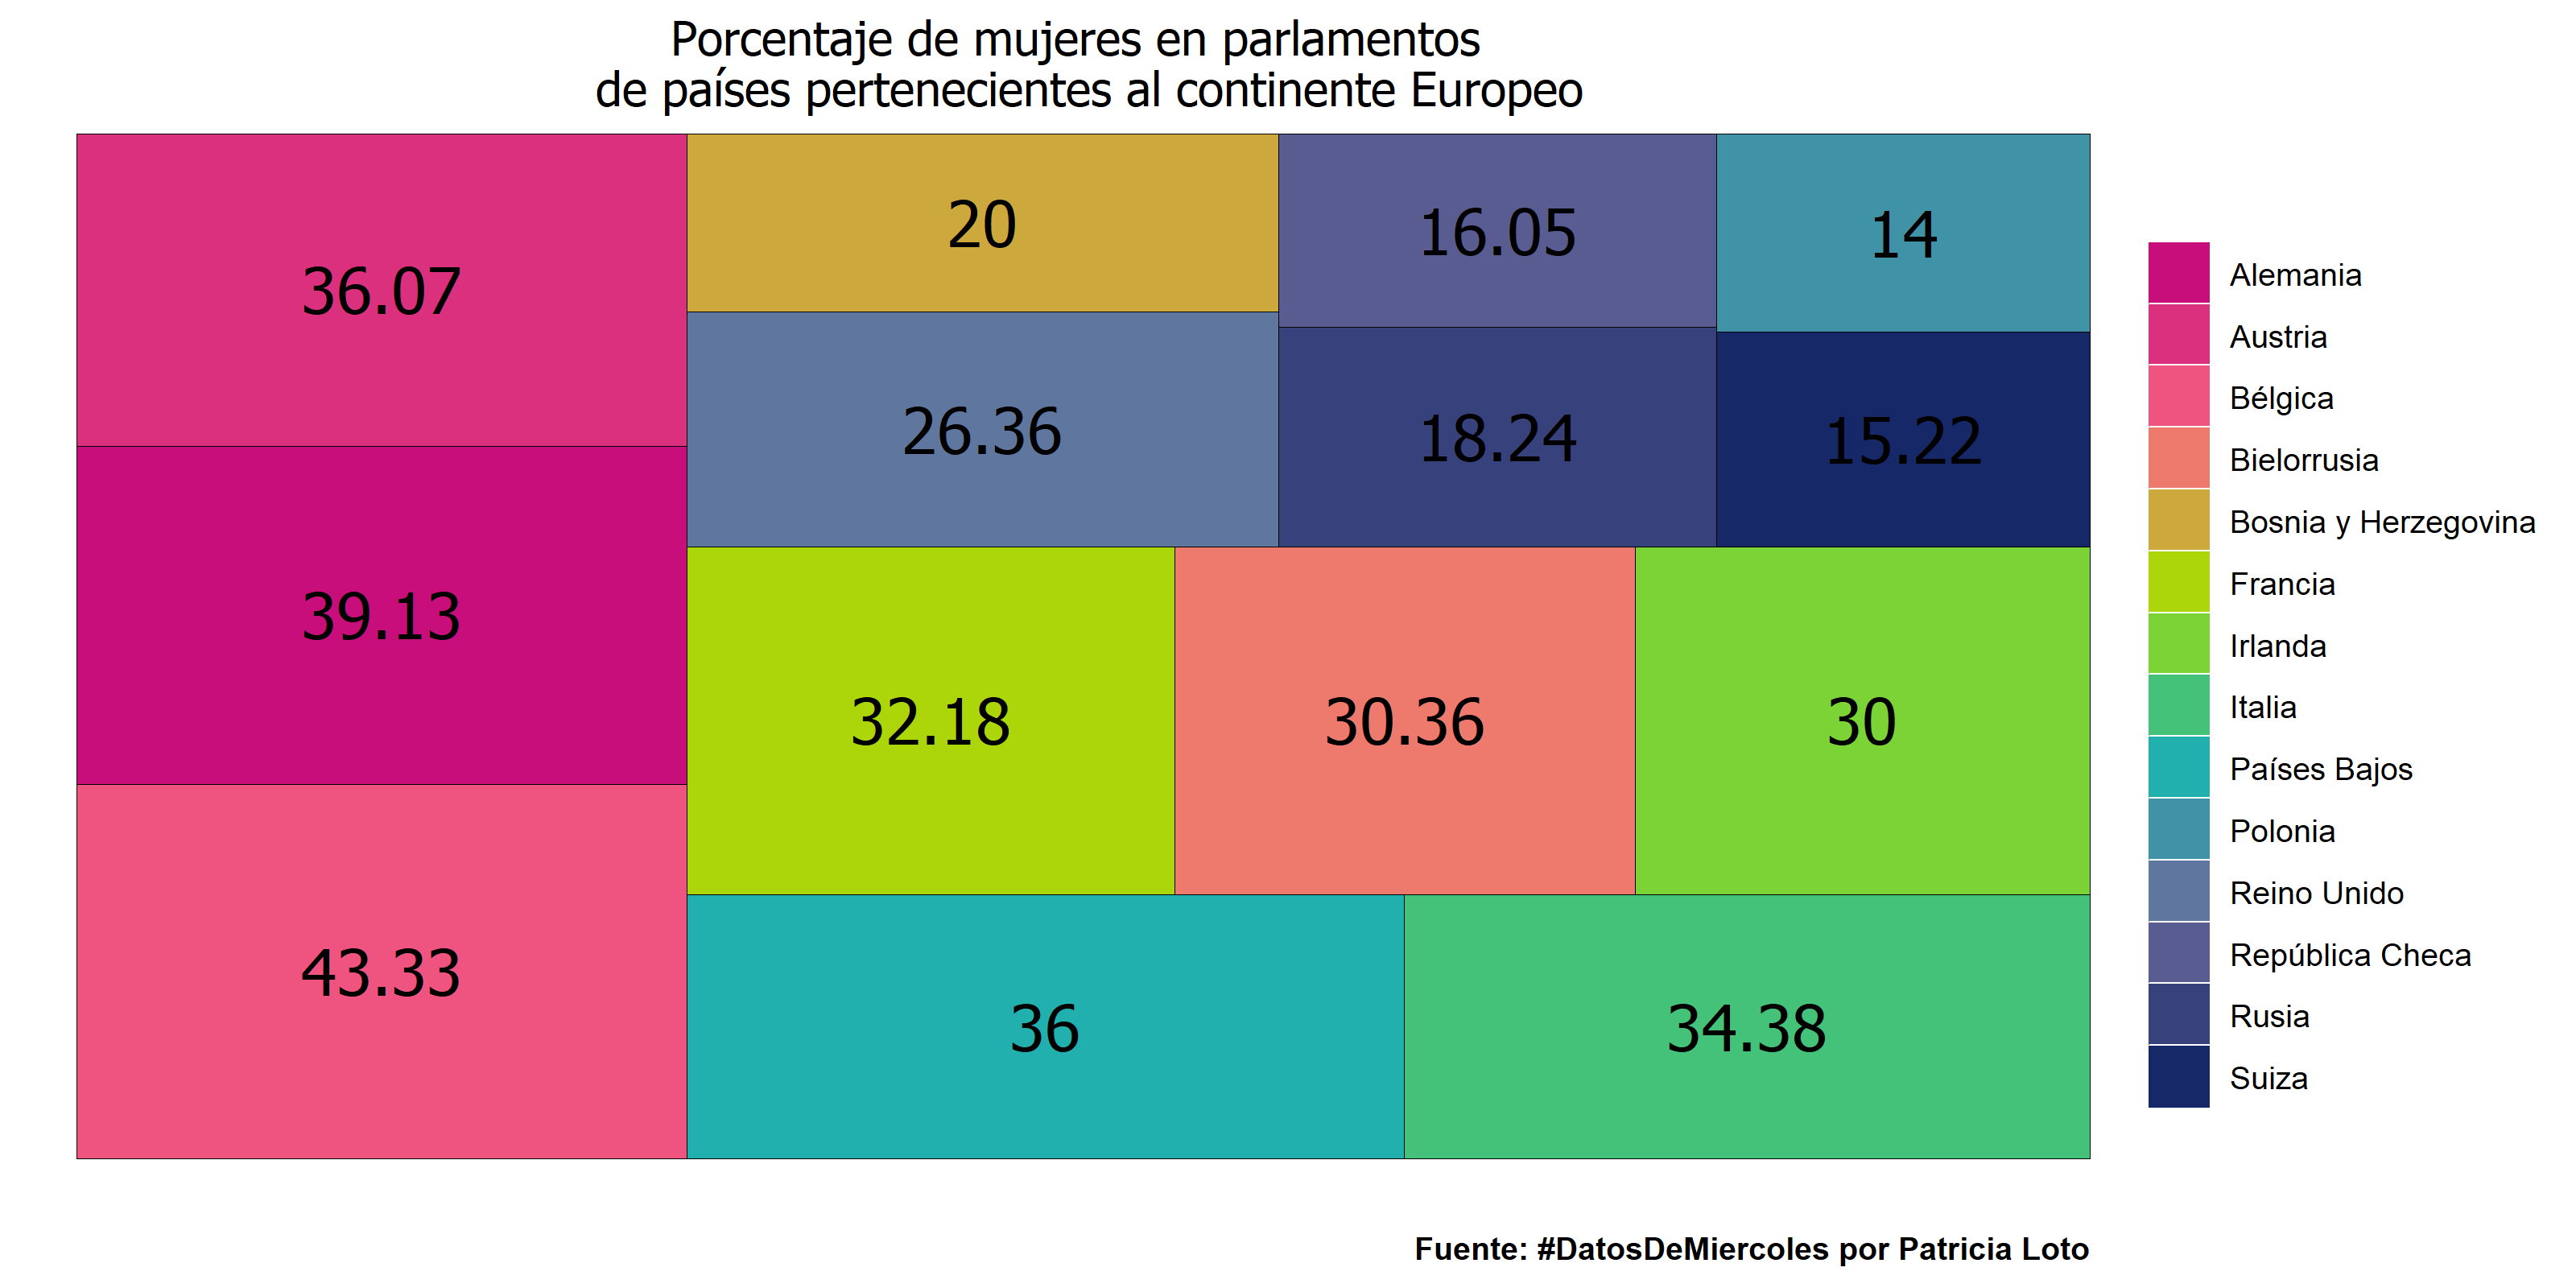 Porcentaje de mujeres en parlamentos
de países pertenecientes al continente Europeo
36.07
20
16.05
14
26.36
18.24
15.22
39.13
32.18
30.36
30
43.33
36
34.38
Alemania
Austria
Bélgica
Bielorrusia
Bosnia y Herzegovina
Francia
Irlanda
Italia
Países Bajos
Polonia
Reino Unido
República Checa
Rusia
Suiza
Fuente: #DatosDeMiercoles por Patricia Loto